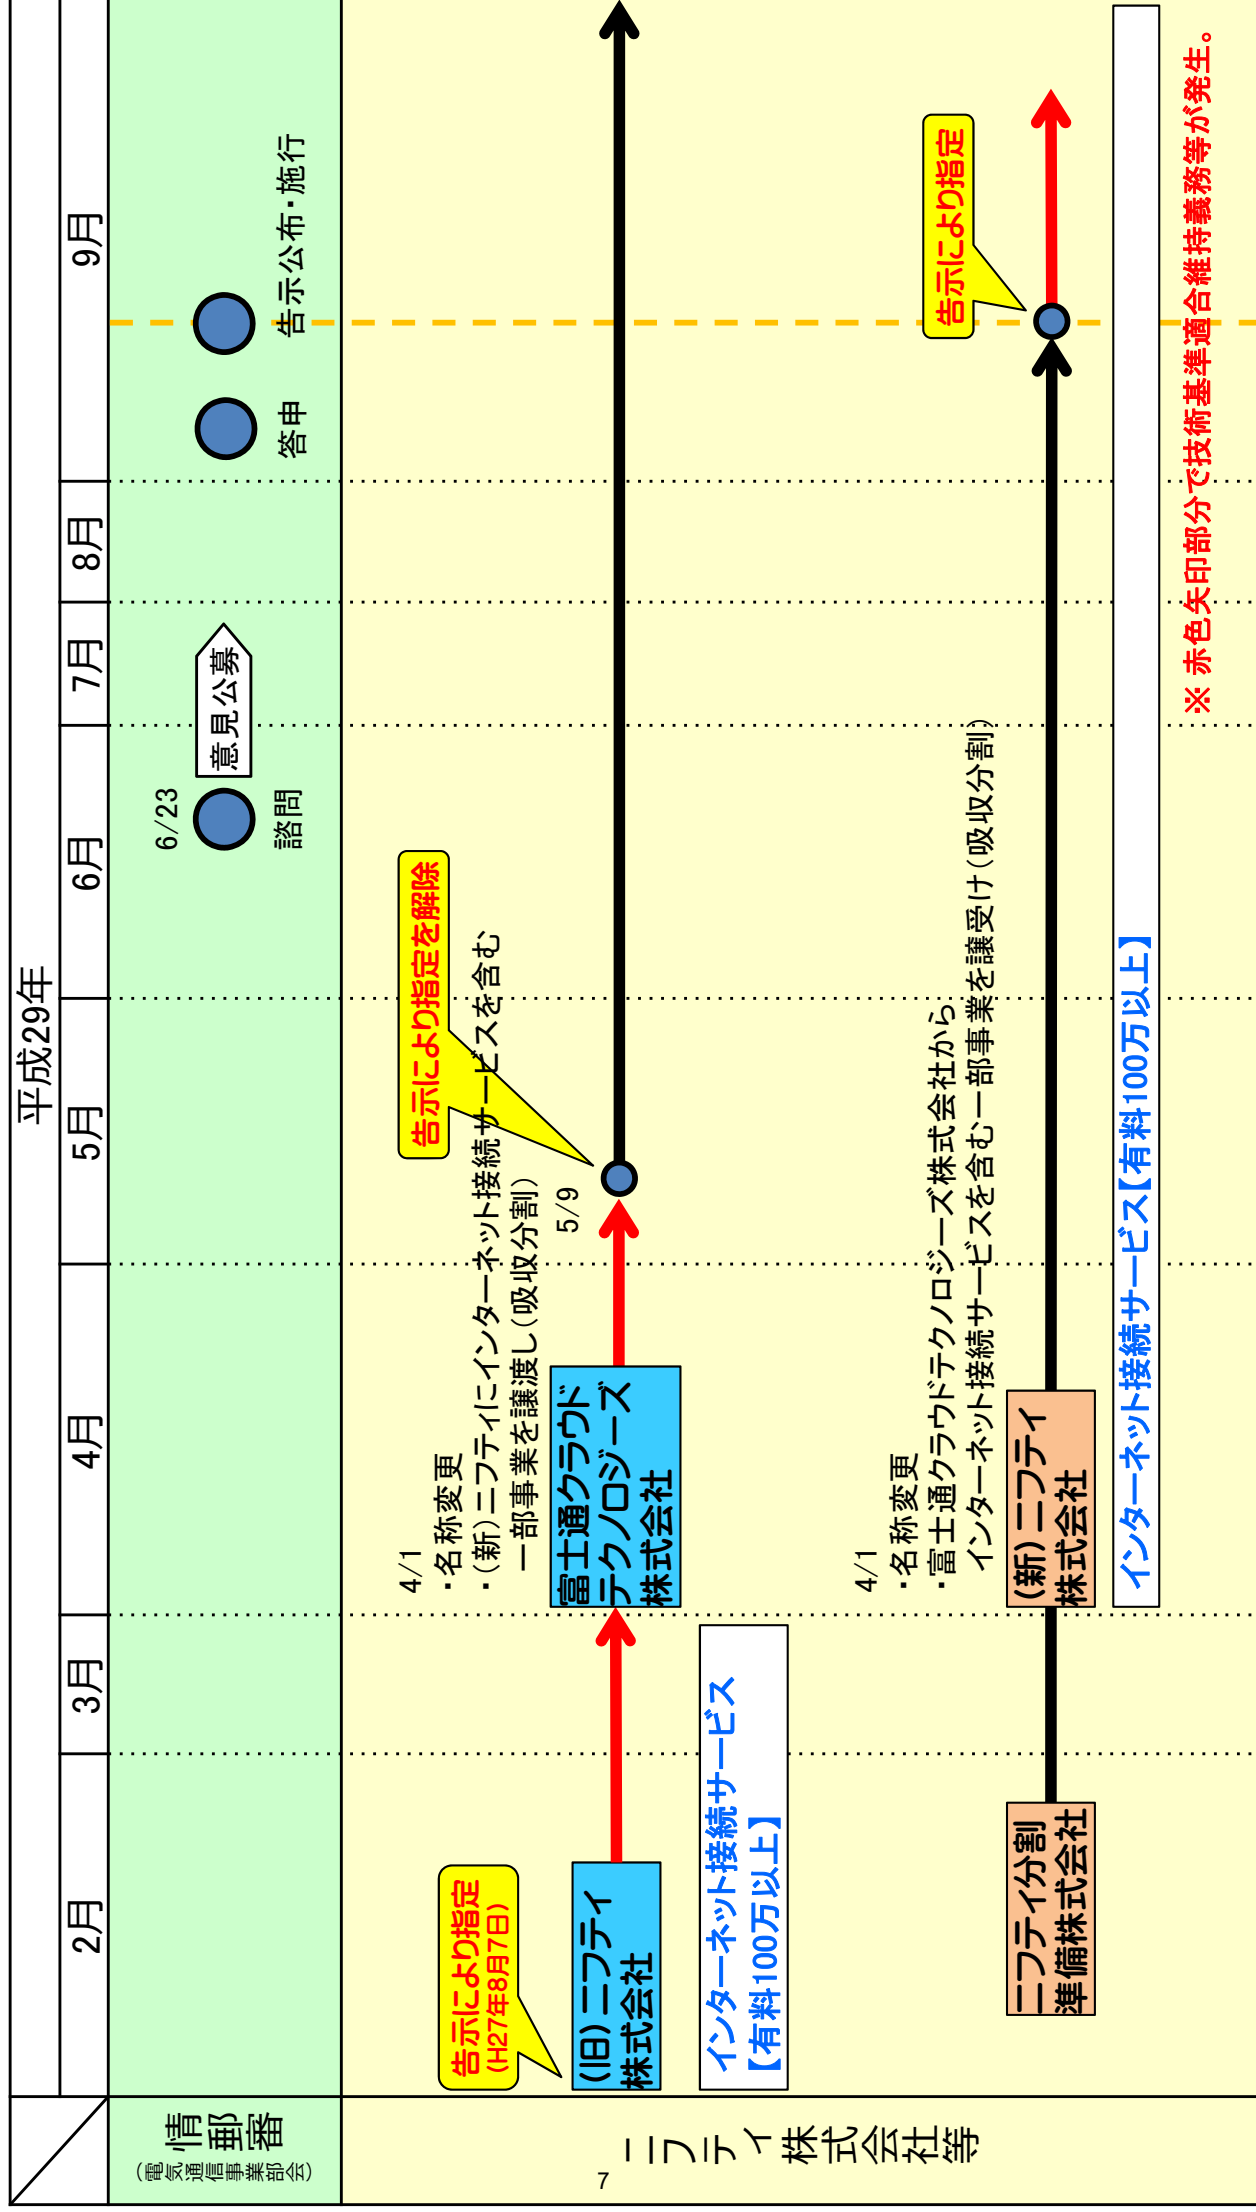 平成29年
2月
3月
4月
5月
6月
7月
8月
9月
情郵審
(電気通信事業部会)
6/23
諮問
意見公募
答申
告示公布・施行
ニフティ株式会社等
告示により指定
(H27年8月7日)
(旧)ニフティ
株式会社
インターネット接続サービス
【有料100万以上】
4/1
・名称変更
・(新)ニフティにインターネット接続サービスを含む
一部事業を譲渡し(吸収分割)
富士通クラウド
テクノロジーズ
株式会社
5/9
告示により指定を解除
ニフティ分割
準備株式会社
4/1
・名称変更
・富士通クラウドテクノロジーズ株式会社から
インターネット接続サービスを含む一部事業を譲受け(吸収分割)
(新)ニフティ
株式会社
告示により指定
インターネット接続サービス【有料100万以上】
※ 赤色矢印部分で技術基準適合維持義務等が発生。
7